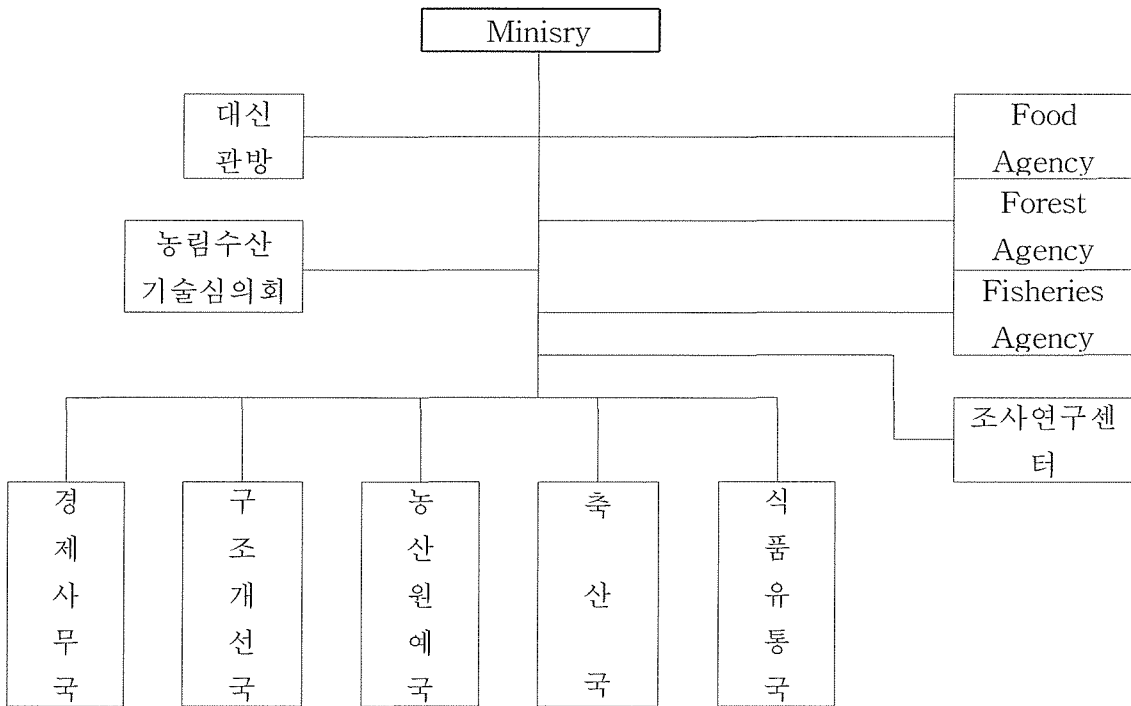 Minisry
대신
관방
Food
Agency
농림수산
기술심의회
Forest
Agency
Fisheries
Agency
조사연구센
터
경제사무국
구조개선국
농산원예국
축산국
식품유통국